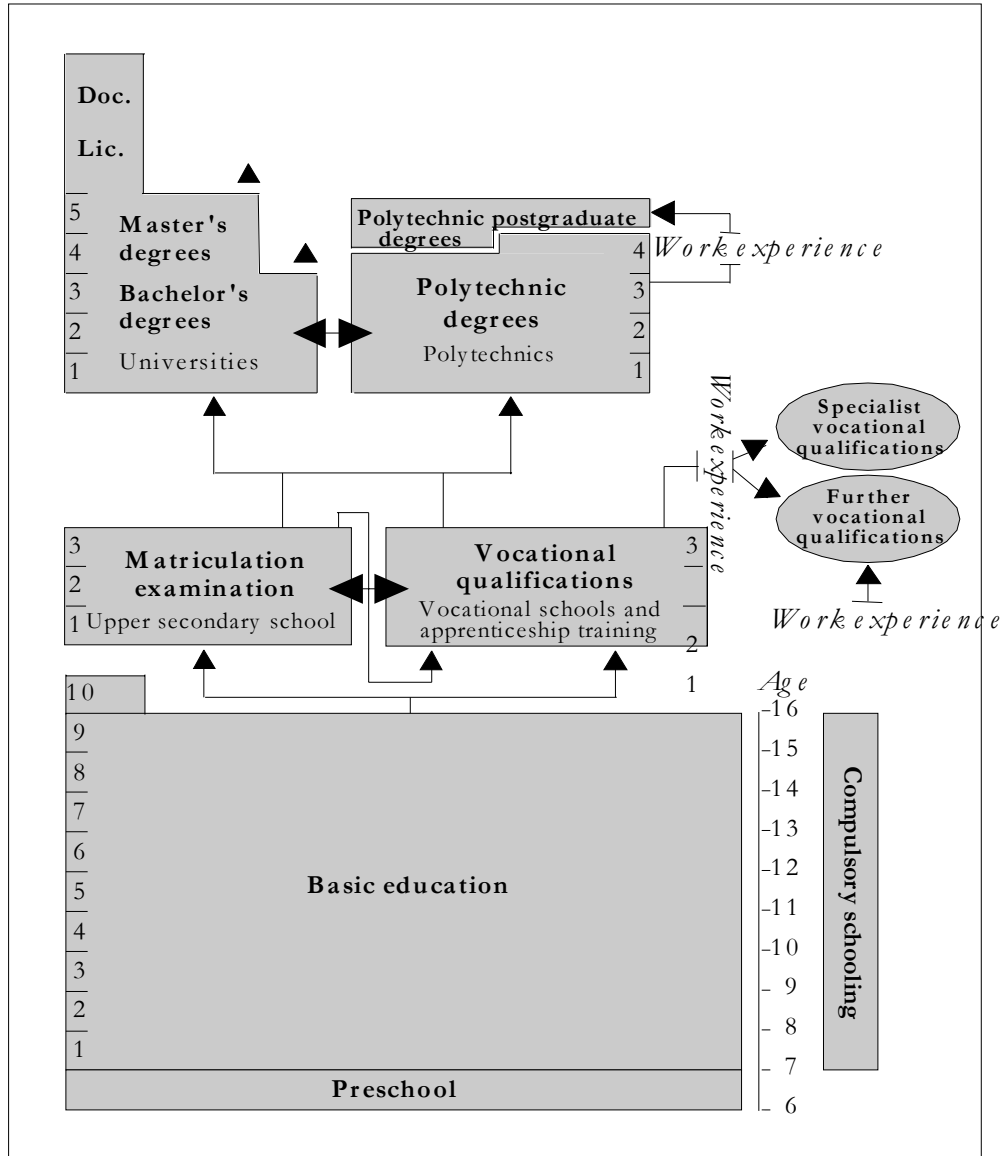 Doc.
Lic.
5
4
3
2
1
Master's
degrees
Bachelor's
degrees
Universities
Polytechnic postgraduate
degrees
Polytechnic
degrees
Polytechnics
4
3
2
1
Work experience
Work experience
Specialist
vocational
qualifications
Further
vocational
qualifications
Work experience
3
2
1
Matriculation
examination
Upper secondary school
Vocational
qualifications
Vocational schools and
apprenticeship training
3
2
1
10
9
8
7
6
5
4
3
2
1
Basic education
Preschool
Age
-16
-15
-14
-13
-12
-11
-10
- 9
- 8
- 7
- 6
Compulsory schooling